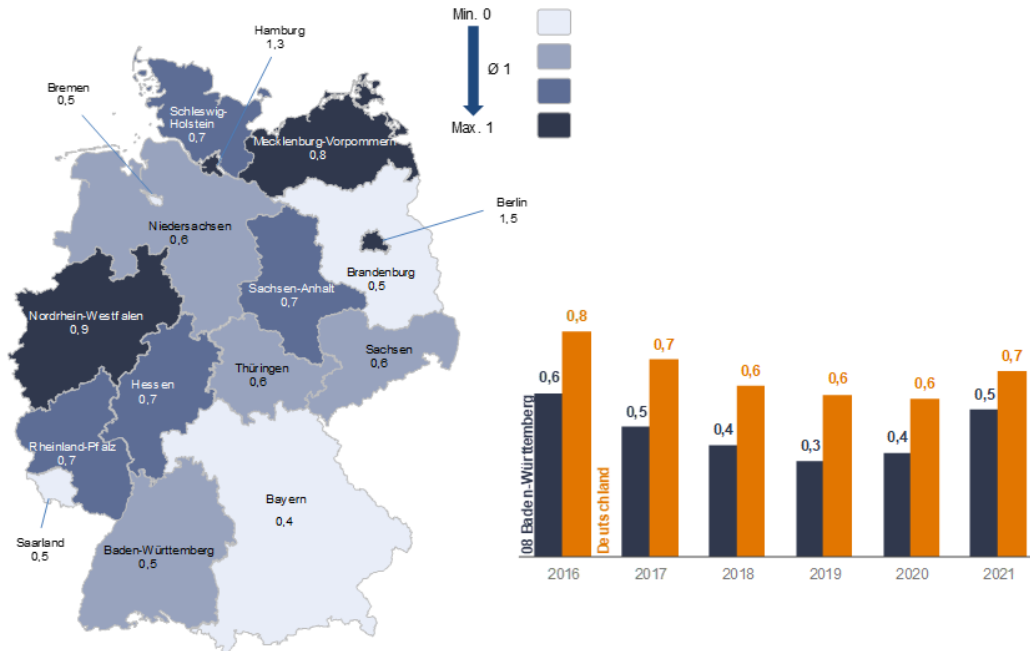 Hamburg
1,3
Bremen
0,5
Schleswig-
Holstein
0,7
Mecklenburg-Vorpommern
0,8
Berlin
1,5
Niedersachsen
0,6
Brandenburg
0,5
Sachsen-Anhalt
0,7
Nordrhein-Westfalen
0,9
Sachsen
0,6
Thüringen
0,6
Hessen
0,7
Rheinland-Pfalz
0,7
Saarland
0,5
Bayern
0,4
Baden-Württemberg
0,5
Min. 0
Ø 1
Max. 1
08 Baden-Württemberg
Deutschland
0,6 0,8
0,5 0,7
0,4 0,6
0,3 0,6
0,4 0,6
0,5 0,7
2016 2017 2018 2019 2020 2021